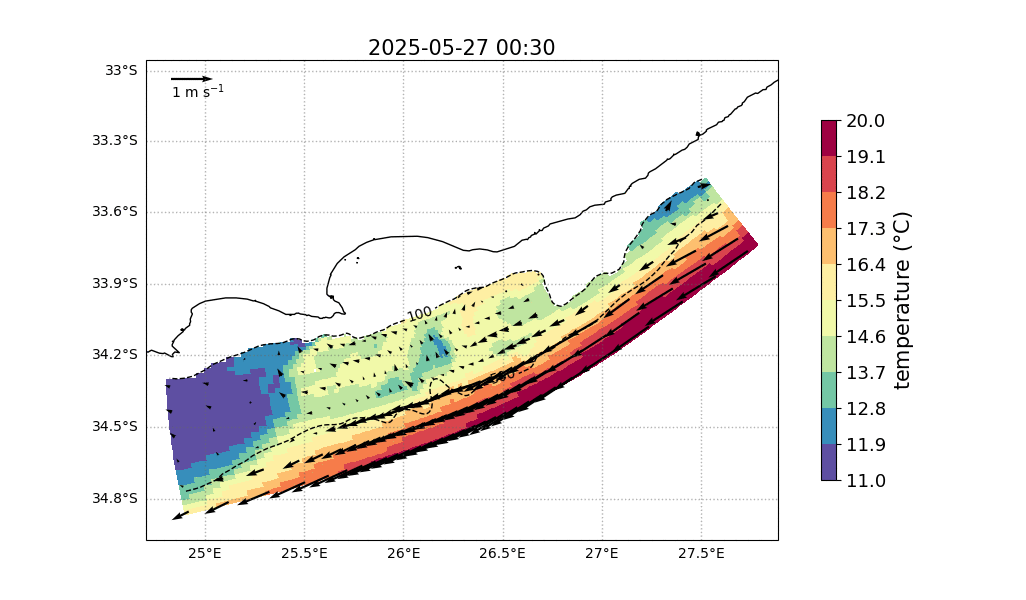 2025-05-27 00:30
1 m s⁻¹
33°S
33.3°S
33.6°S
33.9°S
34.2°S
34.5°S
34.8°S
25°E
25.5°E
26°E
26.5°E
27°E
27.5°E
100
20.0
19.1
18.2
17.3
16.4
15.5
14.6
13.7
12.8
11.9
11.0
temperature (°C)